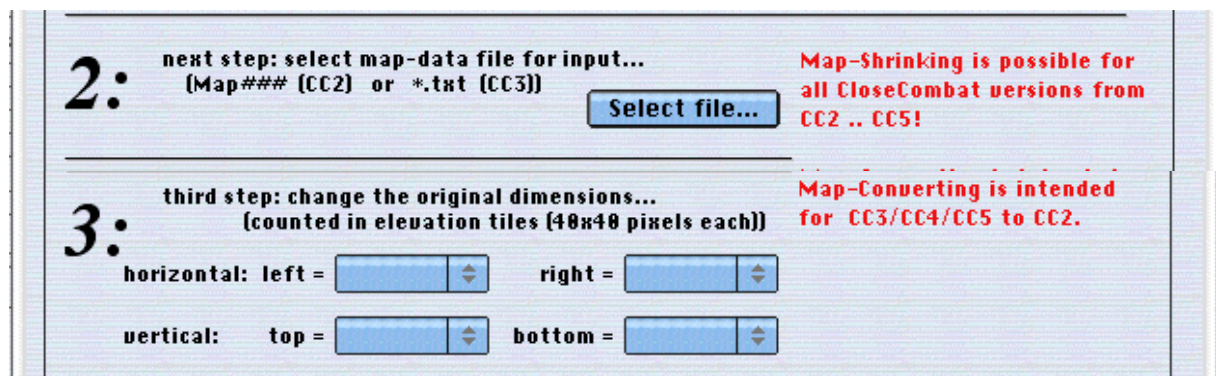 2:
next step: select map-data file for input...
(Map### (CC2) or *.txt (CC3))
Select file...
Map-Shrinking is possible for
all CloseCombat versions from
CC2 .. CC5!
3:
third step: change the original dimensions...
(counted in elevation tiles (40x40 pixels each))
Map-Converting is intended
for CC3/CC4/CC5 to CC2.
horizontal: left = right =
vertical: top = bottom =